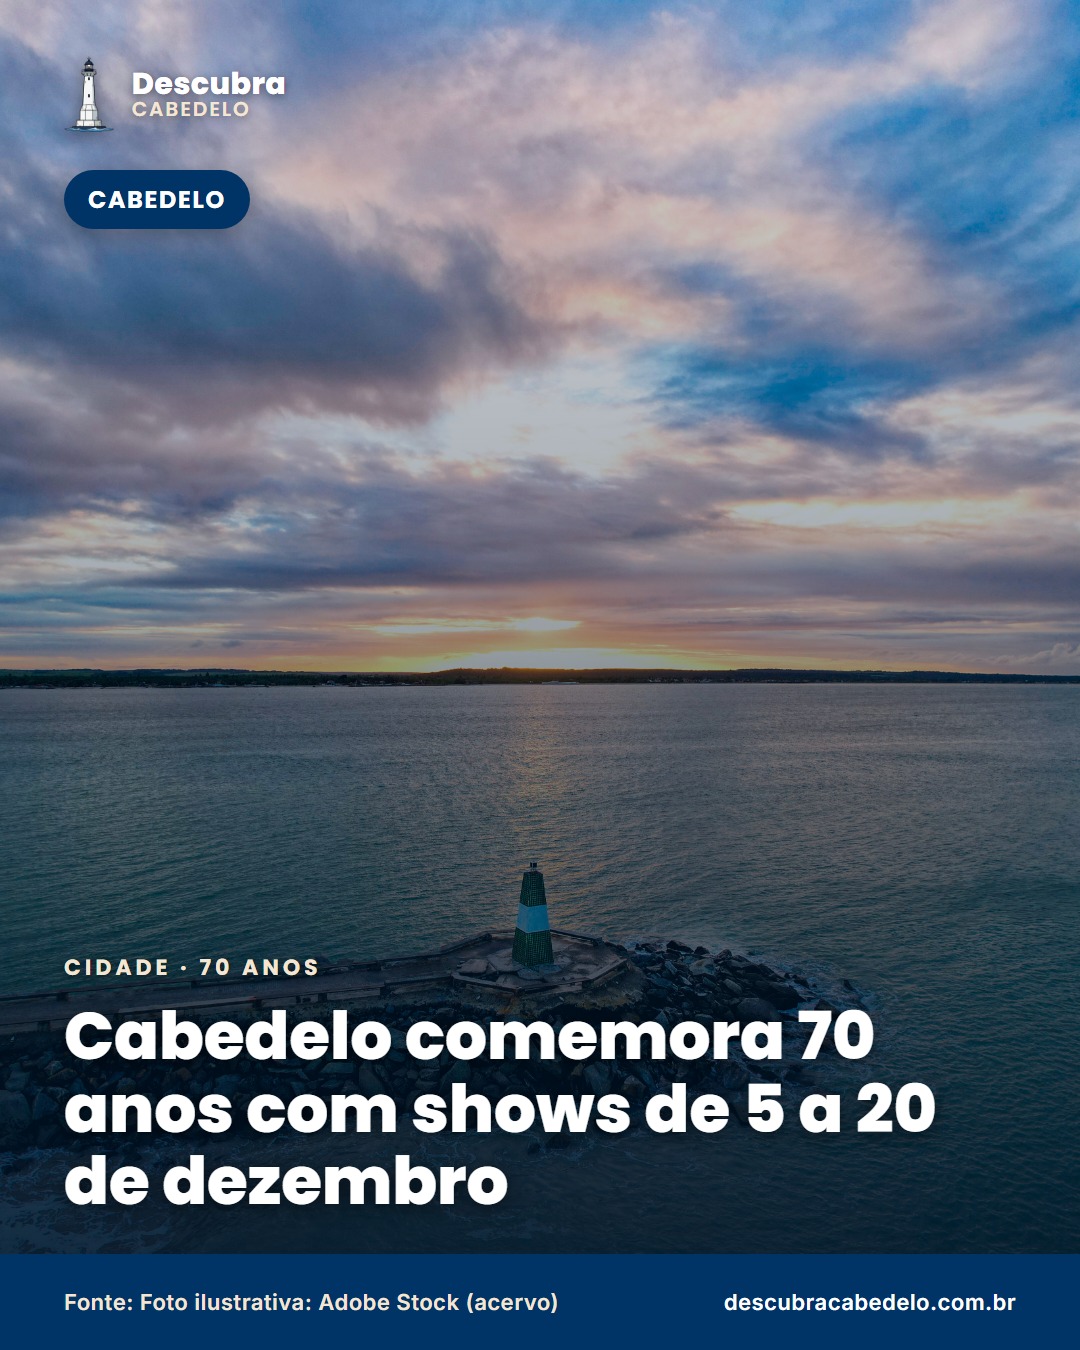 Descubra
CABEDELO
CABEDELO
CIDADE · 70 ANOS
Cabedelo comemora 70
anos com shows de 5 a 20
de dezembro
Fonte: Foto ilustrativa: Adobe Stock (acervo)
descubracabedelo.com.br